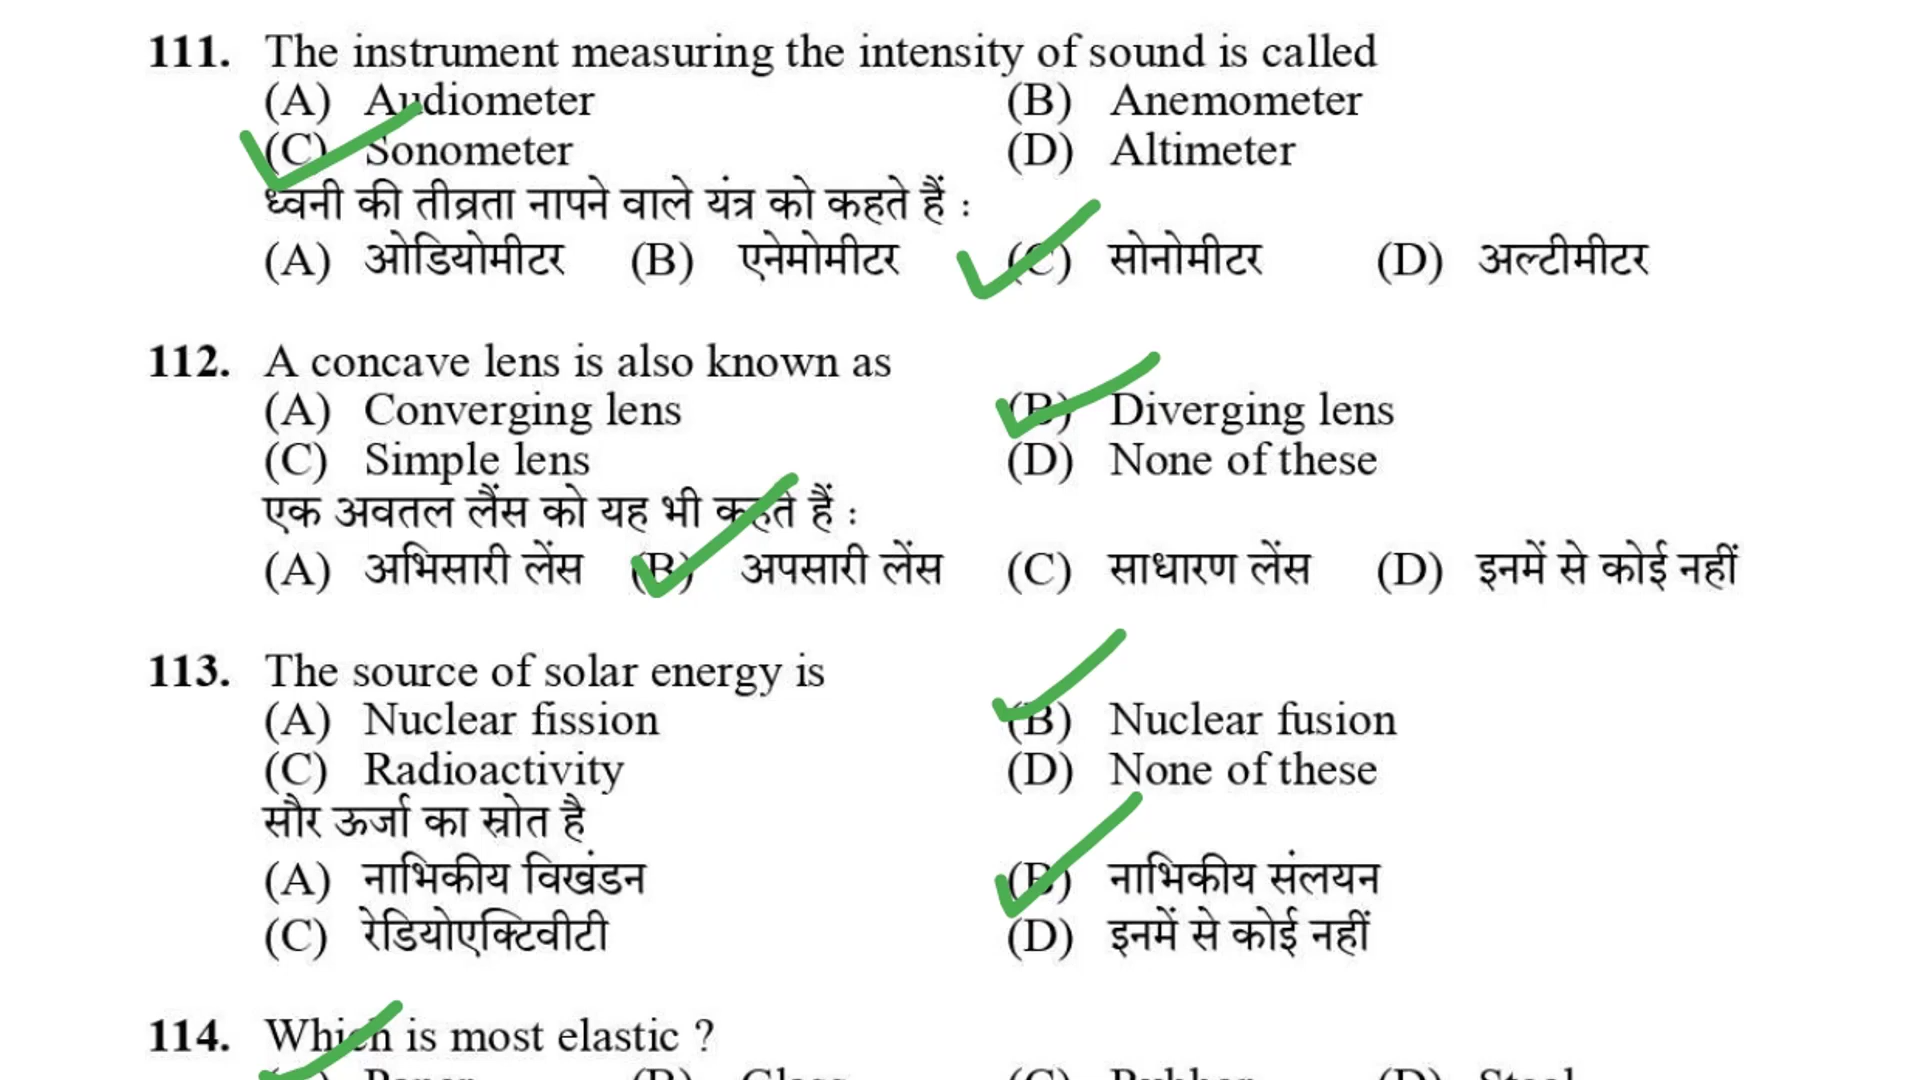 111. The instrument measuring the intensity of sound is called
(A) Audiometer (B) Anemometer
(C) Sonometer (D) Altimeter
ध्वनी की तीव्रता नापने वाले यंत्र को कहते हैं :
(A) ओडियोमीटर (B) एनेमोमीटर (C) सोनोमीटर (D) अल्टीमीटर
112. A concave lens is also known as
(A) Converging lens (B) Diverging lens
(C) Simple lens (D) None of these
एक अवतल लैंस को यह भी कहते हैं :
(A) अभिसारी लेंस (B) अपसारी लेंस (C) साधारण लेंस (D) इनमें से कोई नहीं
113. The source of solar energy is
(A) Nuclear fission (B) Nuclear fusion
(C) Radioactivity (D) None of these
सौर ऊर्जा का स्रोत है
(A) नाभिकीय विखंडन (B) नाभिकीय संलयन
(C) रेडियोएक्टिवीटी (D) इनमें से कोई नहीं
114. Which is most elastic ?
Paper (B) Glass (C) Rubber (D) Steel